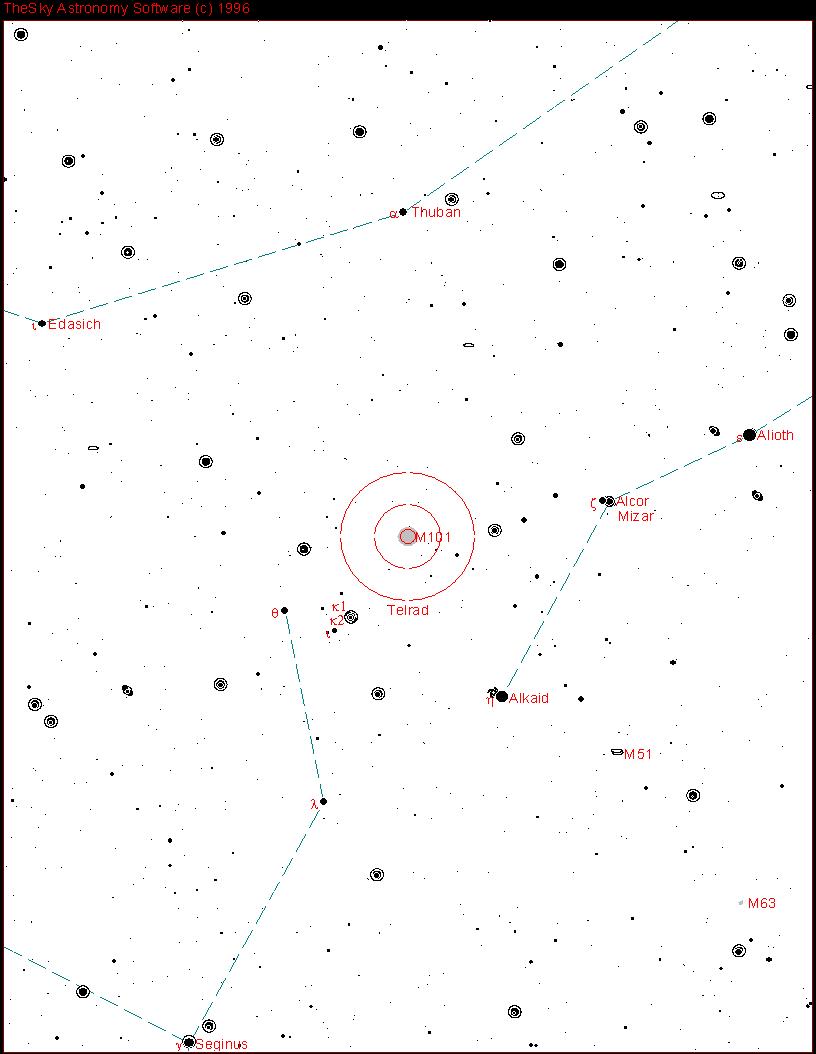 TheSky Astronomy Software (c) 1996
α Thuban
ι Edasich
ε Alioth
ζ Alcor
Mizar
M101
Telrad
θ
κ1
κ2
ι
η Alkaid
M51
λ
M63
γ Seginus